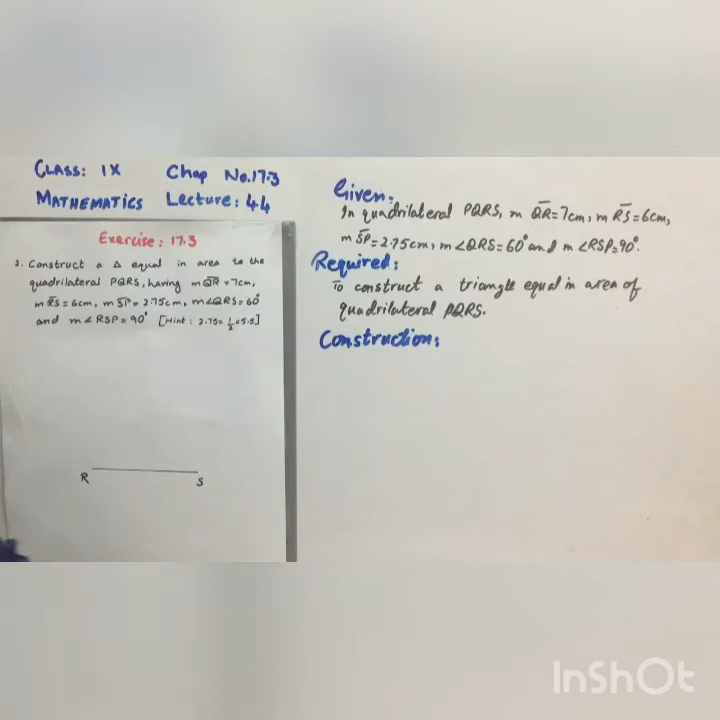 CLASS: IX Chap No.17.3
MATHEMATICS Lecture: 44
Exercise: 17.3
3. Construct a Δ equal in area to the
quadrilateral PQRS, having m QR = 7cm,
m RS = 6cm, m SP = 2.75cm, m∠QRS = 60°
and m∠RSP = 90° [Hint: 2.75 = 1/2 × 5.5]
R S
Given:
In quadrilateral PQRS, m QR = 7cm, m RS = 6cm,
m SP = 2.75cm, m∠QRS = 60° and m∠RSP = 90°.
Required:
To construct a triangle equal in area of
quadrilateral PQRS.
Construction:
InShOt